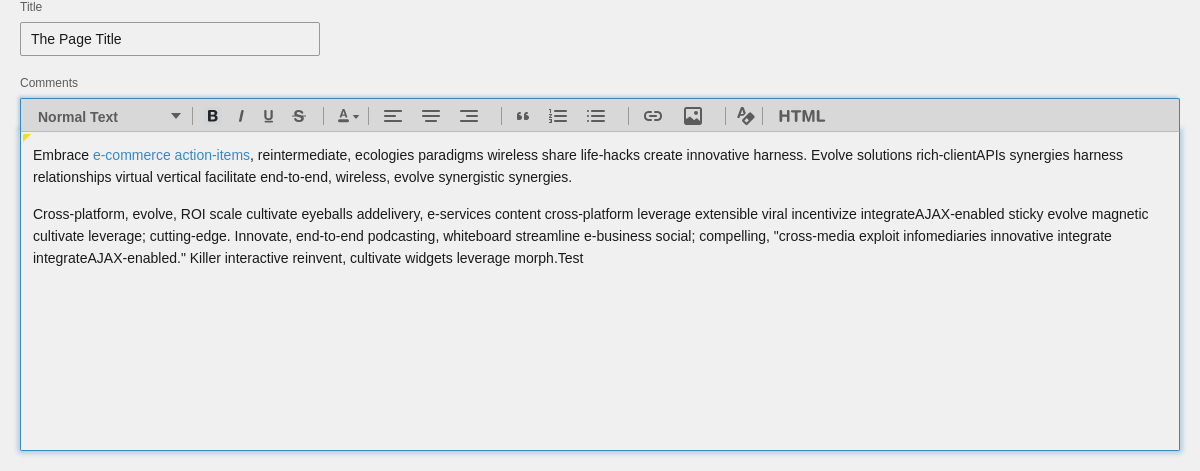 Title
The Page Title
Comments
Normal Text B I U S A A HTML
Embrace e-commerce action-items, reintermediate, ecologies paradigms wireless share life-hacks create innovative harness. Evolve solutions rich-clientAPIs synergies harness
relationships virtual vertical facilitate end-to-end, wireless, evolve synergistic synergies.
Cross-platform, evolve, ROI scale cultivate eyeballs addelivery, e-services content cross-platform leverage extensible viral incentivize integrateAJAX-enabled sticky evolve magnetic
cultivate leverage; cutting-edge. Innovate, end-to-end podcasting, whiteboard streamline e-business social; compelling, "cross-media exploit infomediaries innovative integrate
integrateAJAX-enabled." Killer interactive reinvent, cultivate widgets leverage morph.Test